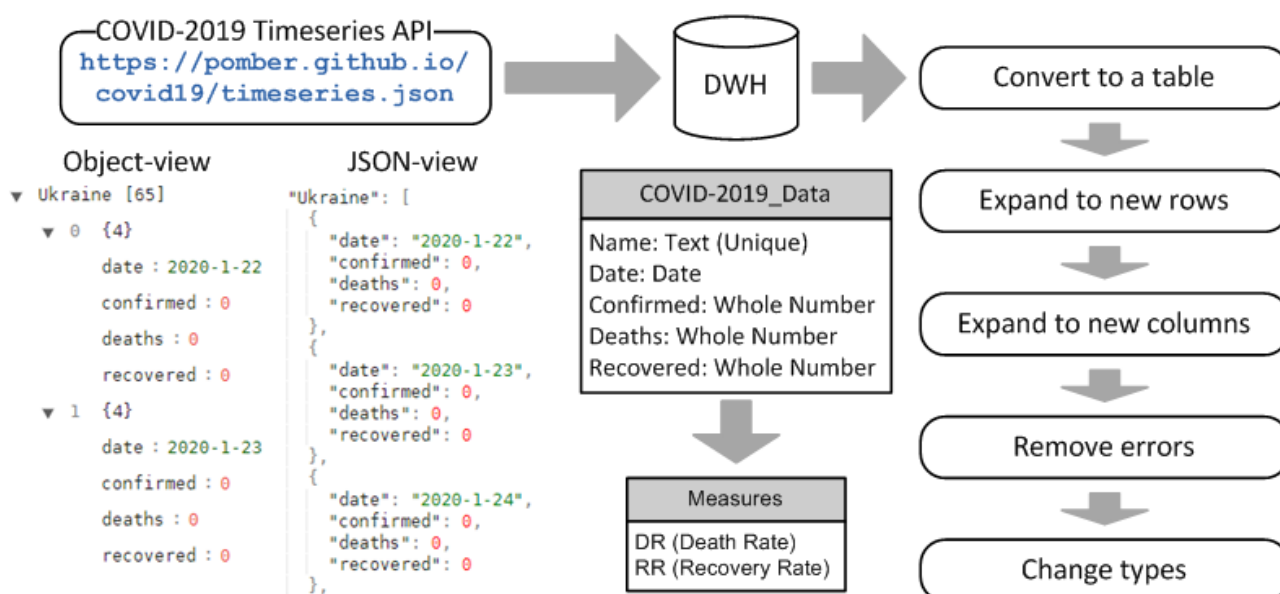 COVID-2019 Timeseries API
https://pomber.github.io/
covid19/timeseries.json
DWH
Convert to a table
Expand to new rows
Expand to new columns
Remove errors
Change types
Object-view
▼ Ukraine [65]
▼ 0 {4}
date : 2020-1-22
confirmed : 0
deaths : 0
recovered : 0
▼ 1 {4}
date : 2020-1-23
confirmed : 0
deaths : 0
recovered : 0
JSON-view
"Ukraine": [
{
"date": "2020-1-22",
"confirmed": 0,
"deaths": 0,
"recovered": 0
},
{
"date": "2020-1-23",
"confirmed": 0,
"deaths": 0,
"recovered": 0
},
{
"date": "2020-1-24",
"confirmed": 0,
"deaths": 0,
"recovered": 0
},
COVID-2019_Data
Name: Text (Unique)
Date: Date
Confirmed: Whole Number
Deaths: Whole Number
Recovered: Whole Number
Measures
DR (Death Rate)
RR (Recovery Rate)